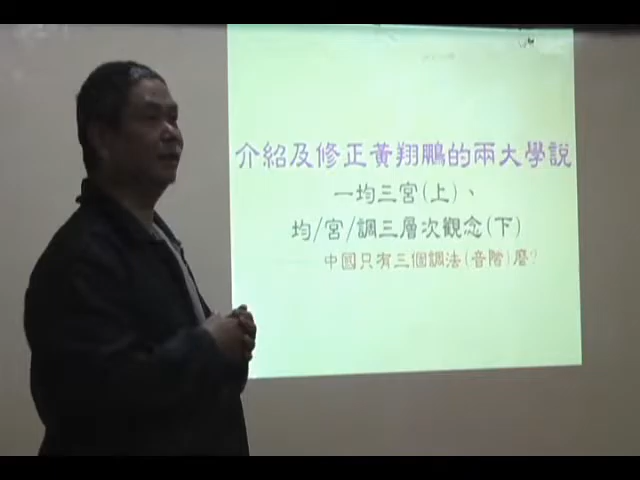 介紹及修正黃翔鵬的兩大學說
一均三宮(上)、
均/宮/調三層次觀念(下)
中國只有三個調法(音階)麼?